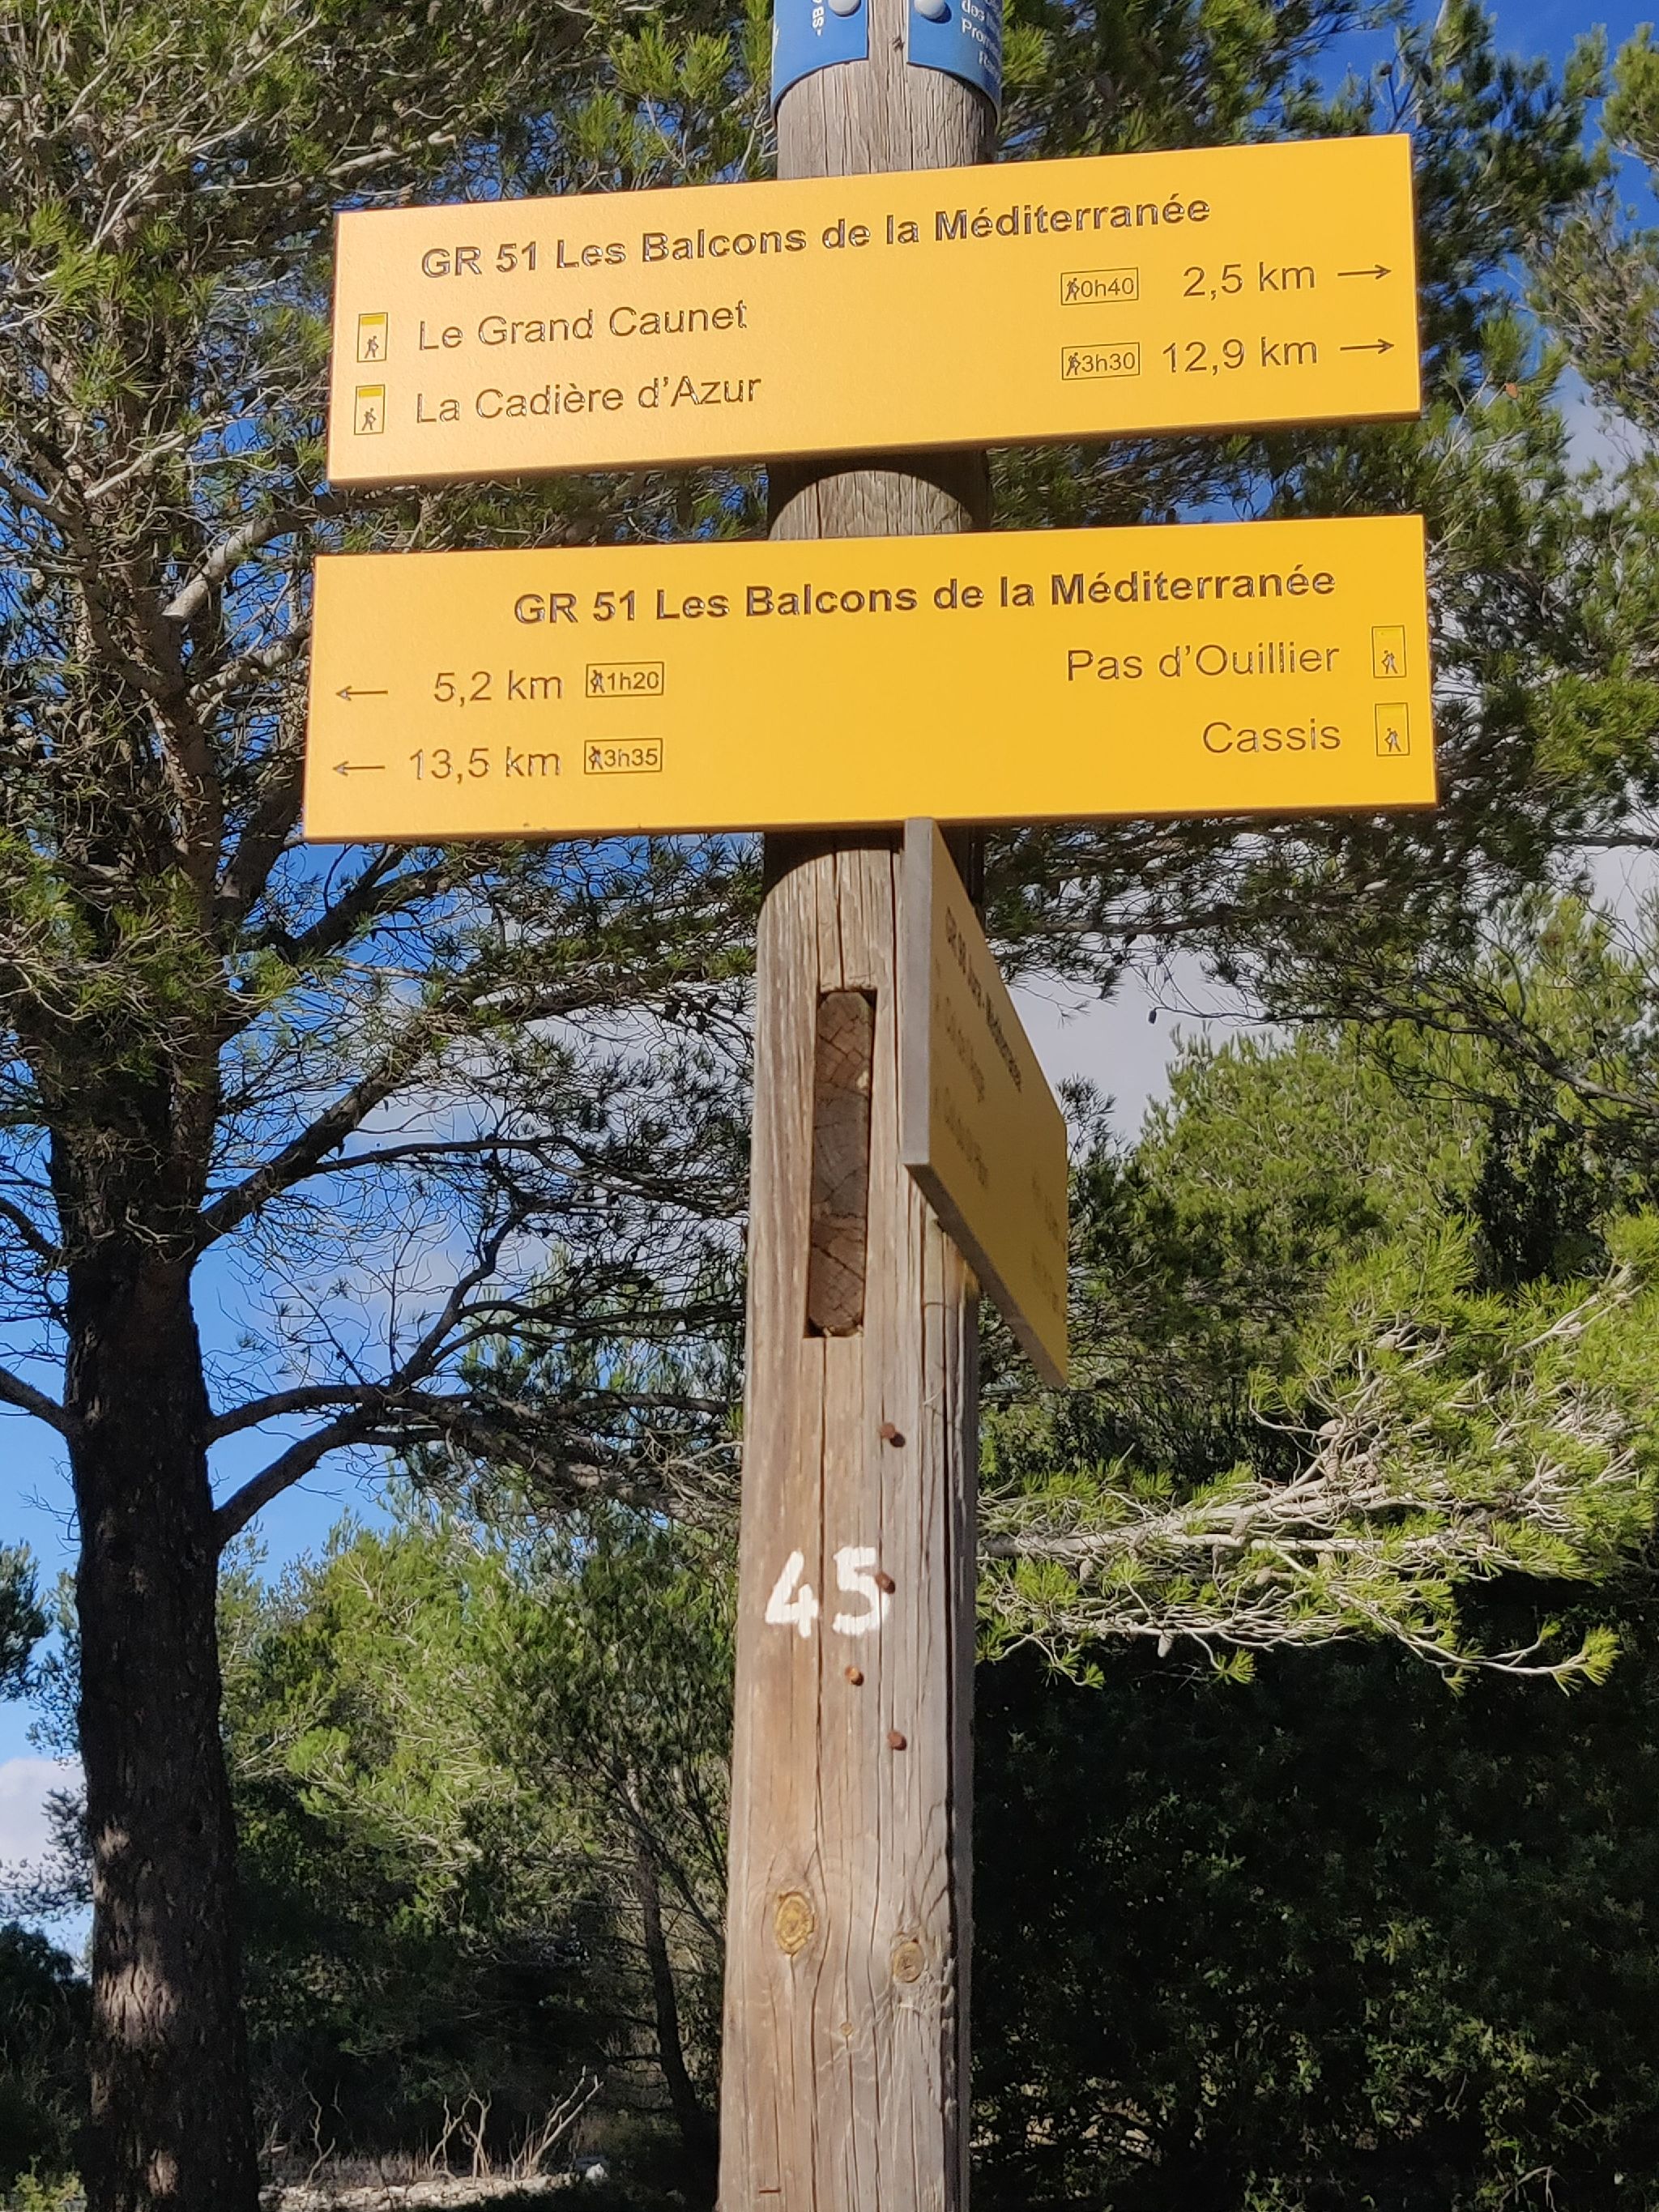 des
GR 51 Les Balcons de la Méditerranée
Le Grand Caunet 0h40 2,5 km →
La Cadière d'Azur 3h30 12,9 km →
GR 51 Les Balcons de la Méditerranée
← 5,2 km 1h20 Pas d'Ouillier
← 13,5 km 3h35 Cassis
45